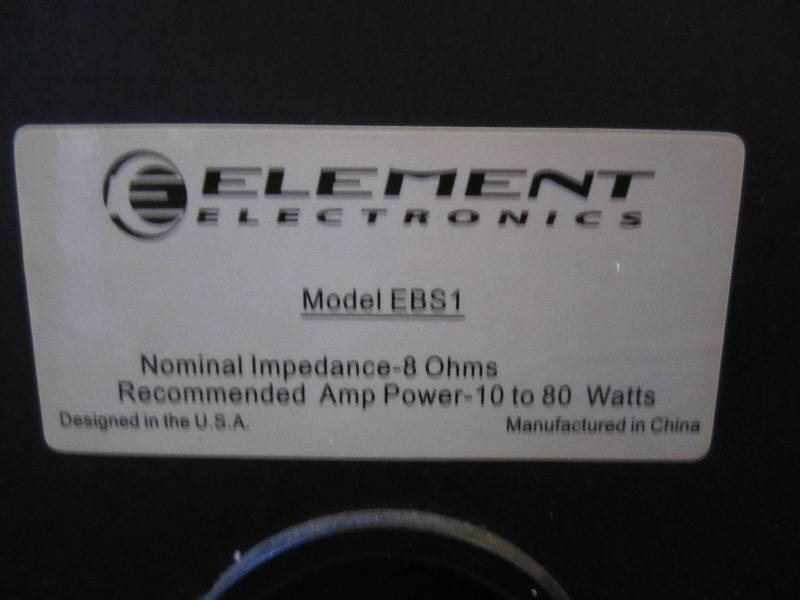 ELEMENT
ELECTRONICS
Model EBS1
Nominal Impedance-8 Ohms
Recommended Amp Power-10 to 80 Watts
Designed in the U.S.A. Manufactured in China